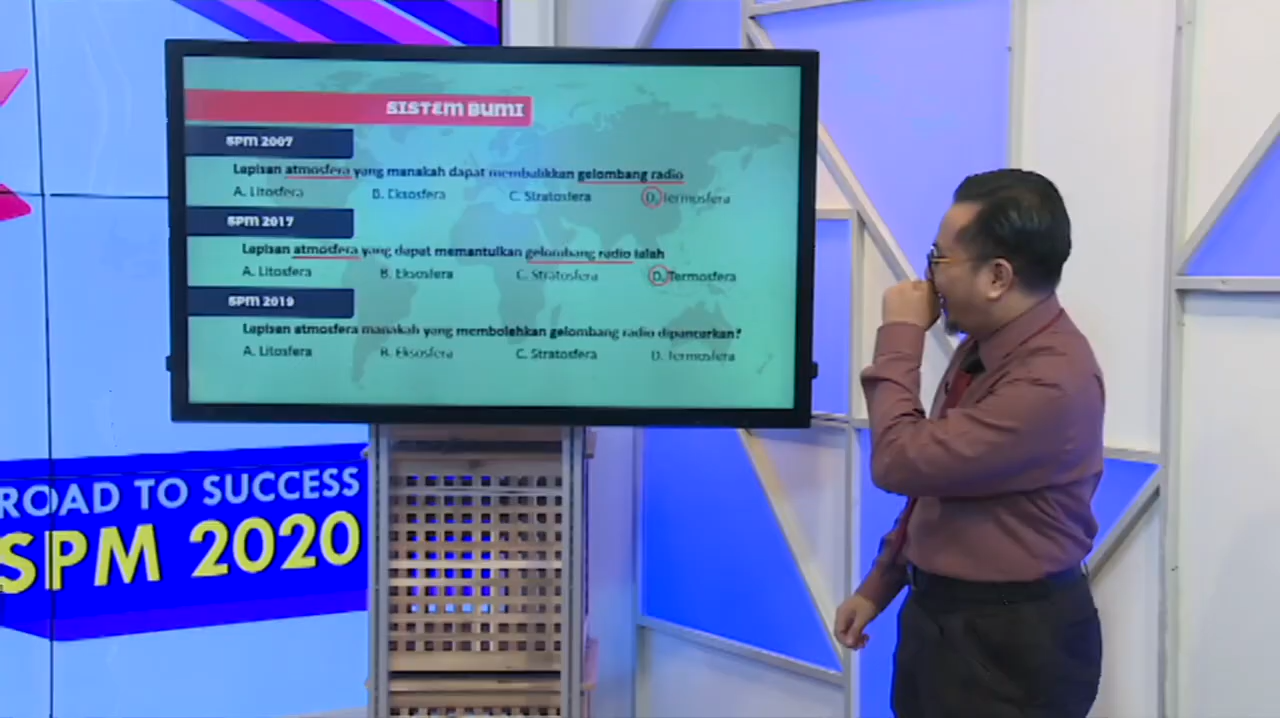 SISTEM BUMI
SPM 2007
Lapisan atmosfera yang manakah dapat membalikkan gelombang radio
A. Litosfera B. Eksosfera C. Stratosfera D. Termosfera
SPM 2017
Lapisan atmosfera yang dapat memantulkan gelombang radio ialah
A. Litosfera B. Eksosfera C. Stratosfera D. Termosfera
SPM 2019
Lapisan atmosfera manakah yang membolehkan gelombang radio dipancarkan?
A. Litosfera B. Eksosfera C. Stratosfera D. Termosfera
ROAD TO SUCCESS
SPM 2020